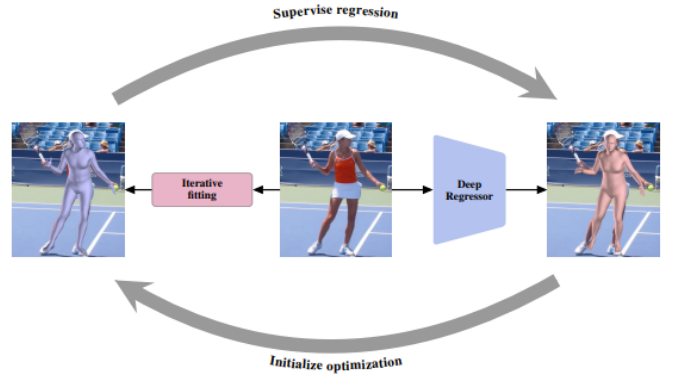 Supervise regression
Iterative
fitting
Deep
Regressor
Initialize optimization